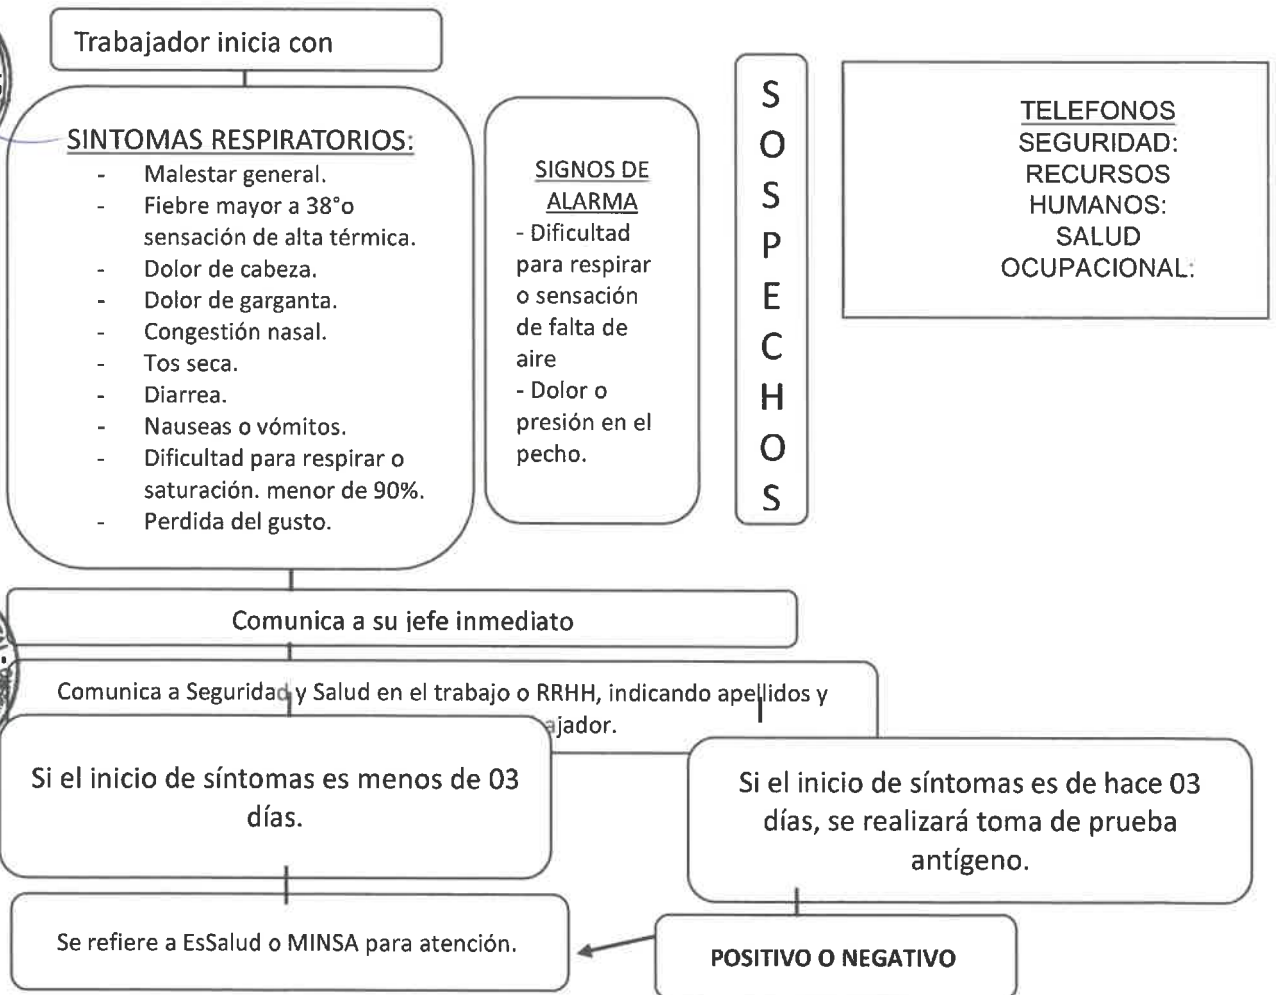 Trabajador inicia con
SINTOMAS RESPIRATORIOS:
- Malestar general.
- Fiebre mayor a 38°o
sensación de alta térmica.
- Dolor de cabeza.
- Dolor de garganta.
- Congestión nasal.
- Tos seca.
- Diarrea.
- Nauseas o vómitos.
- Dificultad para respirar o
saturación. menor de 90%.
- Perdida del gusto.
SIGNOS DE
ALARMA
- Dificultad
para respirar
o sensación
de falta de
aire
- Dolor o
presión en el
pecho.
S
O
S
P
E
C
H
O
S
TELEFONOS
SEGURIDAD:
RECURSOS
HUMANOS:
SALUD
OCUPACIONAL:
Comunica a su jefe inmediato
Comunica a Seguridad y Salud en el trabajo o RRHH, indicando apellidos y
ajador.
Si el inicio de síntomas es menos de 03
días.
Si el inicio de síntomas es de hace 03
días, se realizará toma de prueba
antígeno.
Se refiere a EsSalud o MINSA para atención.
POSITIVO O NEGATIVO